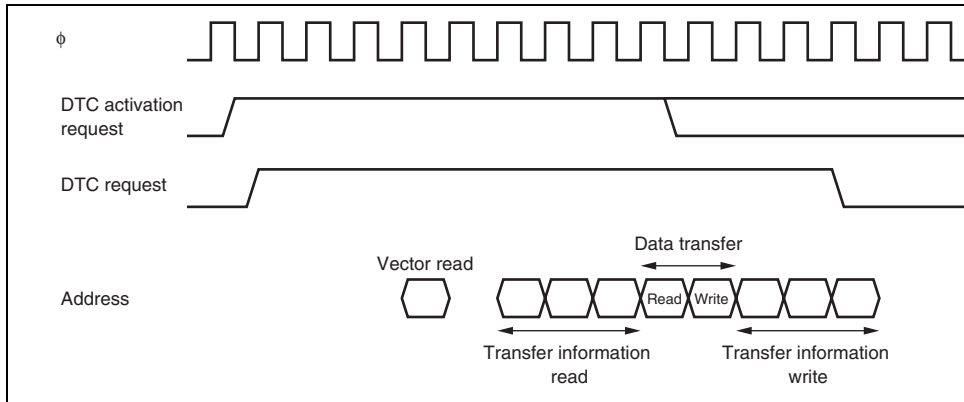 ϕ
DTC activation
request
DTC request
Data transfer
Vector read
Address
Read
Write
Transfer information
read
Transfer information
write